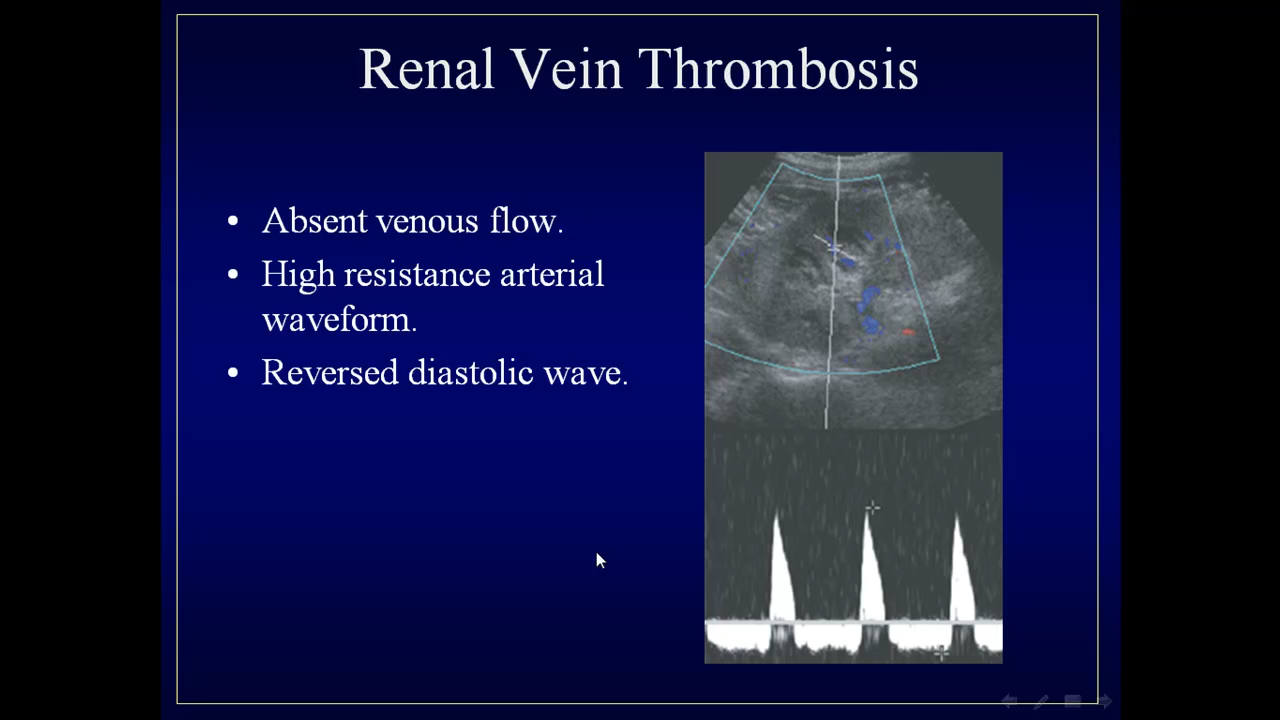 Renal Vein Thrombosis
• Absent venous flow.
• High resistance arterial
waveform.
• Reversed diastolic wave.